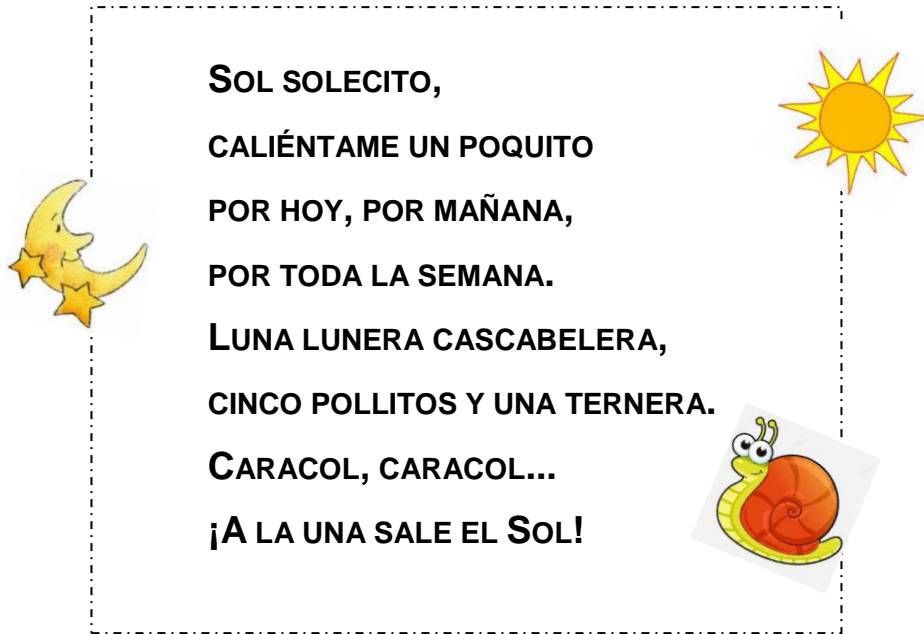 SOL SOLECITO,
CALIÉNTAME UN POQUITO
POR HOY, POR MAÑANA,
POR TODA LA SEMANA.
LUNA LUNERA CASCABELERA,
CINCO POLLITOS Y UNA TERNERA.
CARACOL, CARACOL...
¡A LA UNA SALE EL SOL!